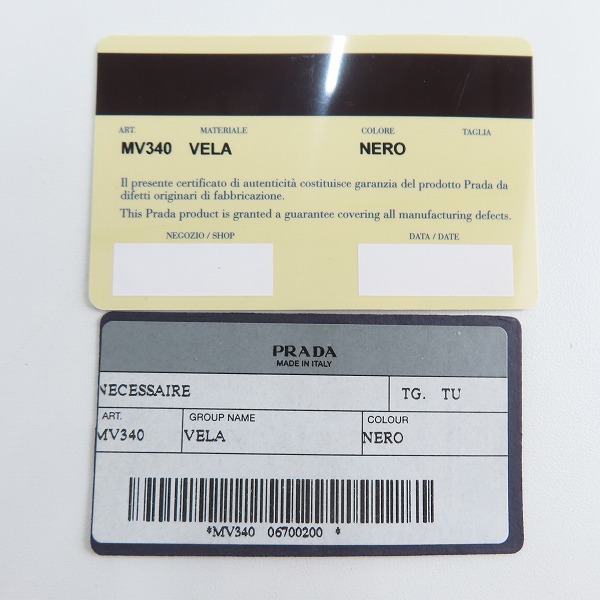 ART. MATERIALE COLORE TAGLIA
MV340 VELA NERO
Il presente certificato di autenticità costituisce garanzia del prodotto Prada da
difetti originari di fabbricazione.
This Prada product is granted a guarantee covering all manufacturing defects.
NEGOZIO / SHOP DATA / DATE
PRADA
MADE IN ITALY
NECESSAIRE TG. TU
ART. GROUP NAME COLOUR
MV340 VELA NERO
*MV340 06700200 *